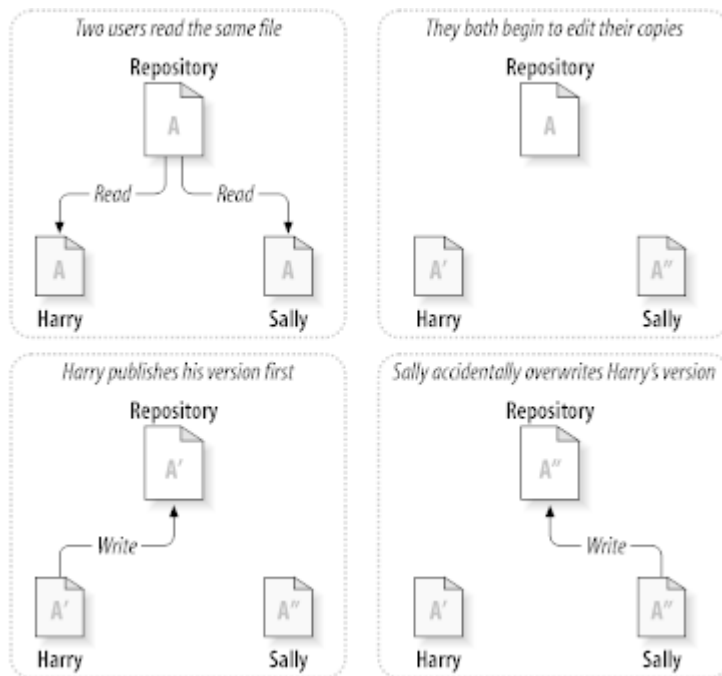 Two users read the same file
Repository
A
Read Read
A A
Harry Sally
They both begin to edit their copies
Repository
A
A′ A″
Harry Sally
Harry publishes his version first
Repository
A′
Write
A′ A″
Harry Sally
Sally accidentally overwrites Harry’s version
Repository
A″
Write
A′ A″
Harry Sally